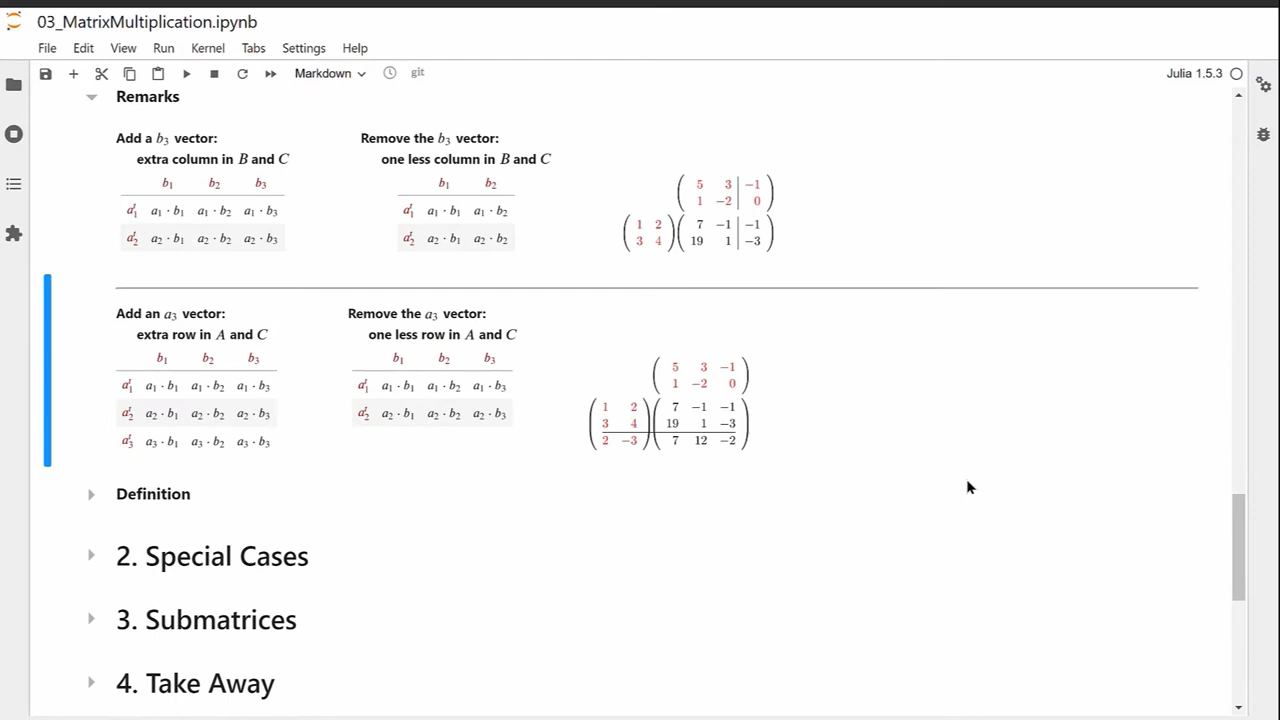 03_MatrixMultiplication.ipynb
File Edit View Run Kernel Tabs Settings Help
Markdown git Julia 1.5.3
Remarks
Add a b₃ vector: Remove the b₃ vector:
extra column in B and C one less column in B and C
b₁ b₂ b₃ b₁ b₂ ( 5 3 | −1 )
a₁ᵗ a₁ · b₁ a₁ · b₂ a₁ · b₃ a₁ᵗ a₁ · b₁ a₁ · b₂ ( 1 −2 | 0 )
( 1 2 ) ( 7 −1 | −1 )
a₂ᵗ a₂ · b₁ a₂ · b₂ a₂ · b₃ a₂ᵗ a₂ · b₁ a₂ · b₂ ( 3 4 ) ( 19 1 | −3 )
Add an a₃ vector: Remove the a₃ vector:
extra row in A and C one less row in A and C
b₁ b₂ b₃ b₁ b₂ b₃ ( 5 3 −1 )
a₁ᵗ a₁ · b₁ a₁ · b₂ a₁ · b₃ a₁ᵗ a₁ · b₁ a₁ · b₂ a₁ · b₃ ( 1 −2 0 )
( 1 2 ) ( 7 −1 −1 )
a₂ᵗ a₂ · b₁ a₂ · b₂ a₂ · b₃ a₂ᵗ a₂ · b₁ a₂ · b₂ a₂ · b₃ ( 3 4 ) ( 19 1 −3 )
a₃ᵗ a₃ · b₁ a₃ · b₂ a₃ · b₃ ( 2 −3 ) ( 7 12 −2 )
Definition
2. Special Cases
3. Submatrices
4. Take Away